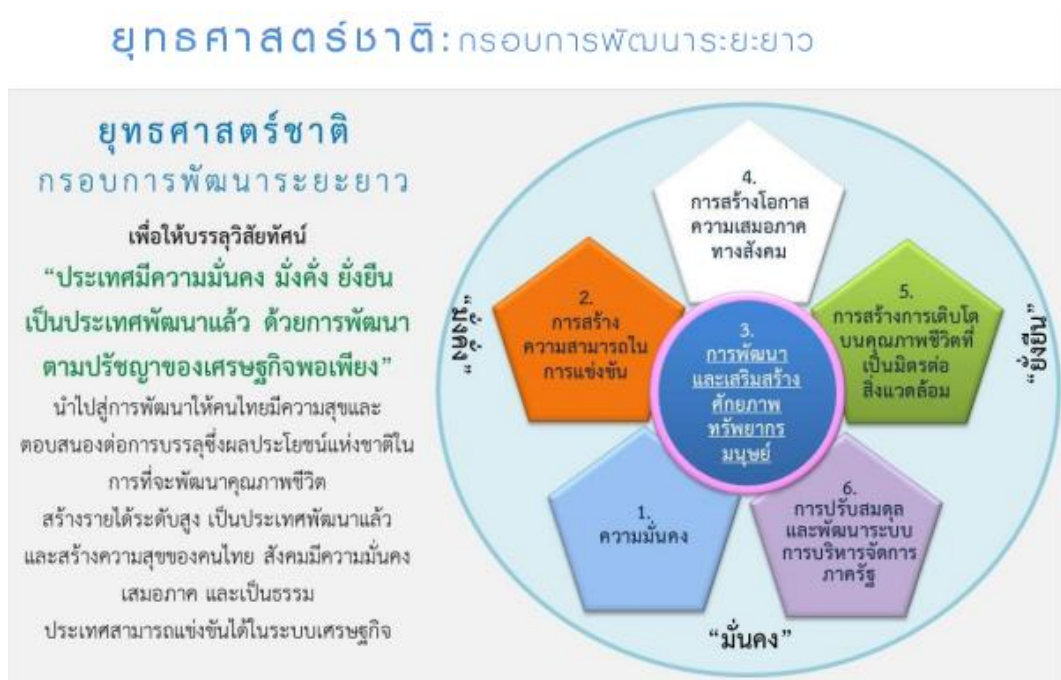 ยุทธศาสตร์ชาติ:กรอบการพัฒนาระยะยาว
ยุทธศาสตร์ชาติ
กรอบการพัฒนาระยะยาว
เพื่อให้บรรลุวิสัยทัศน์
“ประเทศมีความมั่นคง มั่งคั่ง ยั่งยืน
เป็นประเทศพัฒนาแล้ว ด้วยการพัฒนา
ตามปรัชญาของเศรษฐกิจพอเพียง”
นำไปสู่การพัฒนาให้คนไทยมีความสุขและ
ตอบสนองต่อการบรรลุซึ่งผลประโยชน์แห่งชาติใน
การที่จะพัฒนาคุณภาพชีวิต
สร้างรายได้ระดับสูง เป็นประเทศพัฒนาแล้ว
และสร้างความสุขของคนไทย สังคมมีความมั่นคง
เสมอภาค และเป็นธรรม
ประเทศสามารถแข่งขันได้ในระบบเศรษฐกิจ
4.
การสร้างโอกาส
ความเสมอภาค
ทางสังคม
“มั่งคั่ง”
2.
การสร้าง
ความสามารถใน
การแข่งขัน
3.
การพัฒนา
และเสริมสร้าง
ศักยภาพ
ทรัพยากร
มนุษย์
5.
การสร้างการเติบโต
บนคุณภาพชีวิตที่
เป็นมิตรต่อ
สิ่งแวดล้อม
“ยั่งยืน”
1.
ความมั่นคง
6.
การปรับสมดุล
และพัฒนาระบบ
การบริหารจัดการ
ภาครัฐ
“มั่นคง”